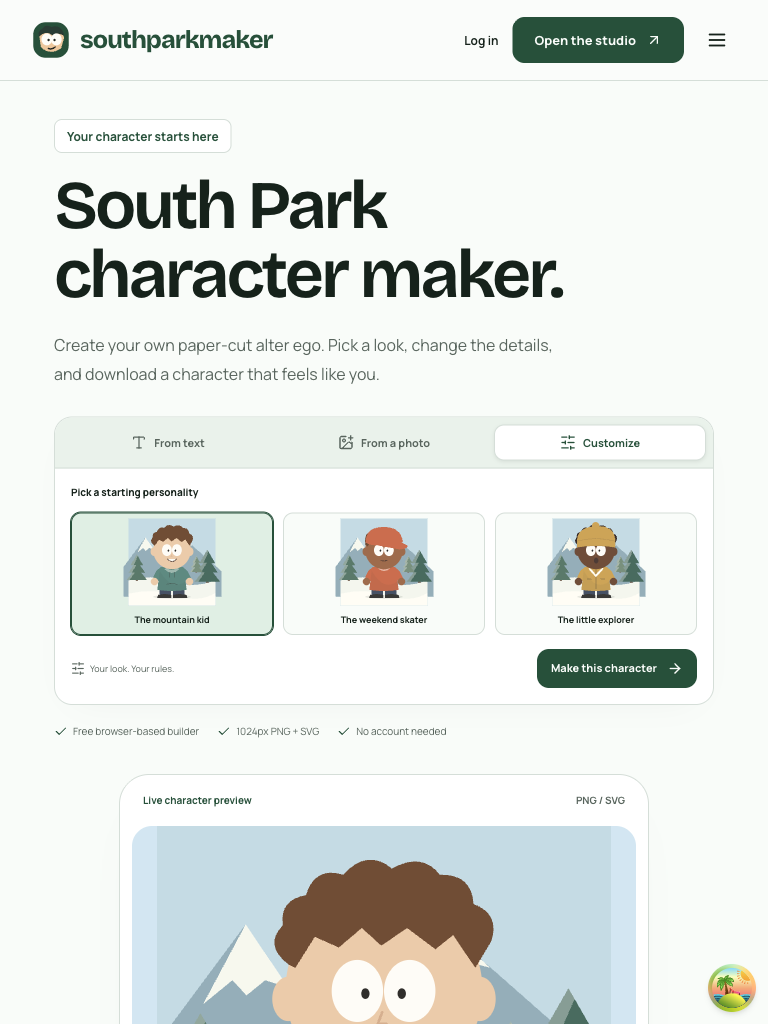 southparkmaker
Log in
Open the studio
Your character starts here
South Park
character maker.
Create your own paper-cut alter ego. Pick a look, change the details,
and download a character that feels like you.
From text
From a photo
Customize
Pick a starting personality
The mountain kid
The weekend skater
The little explorer
Your look. Your rules.
Make this character
Free browser-based builder
1024px PNG + SVG
No account needed
Live character preview
PNG / SVG